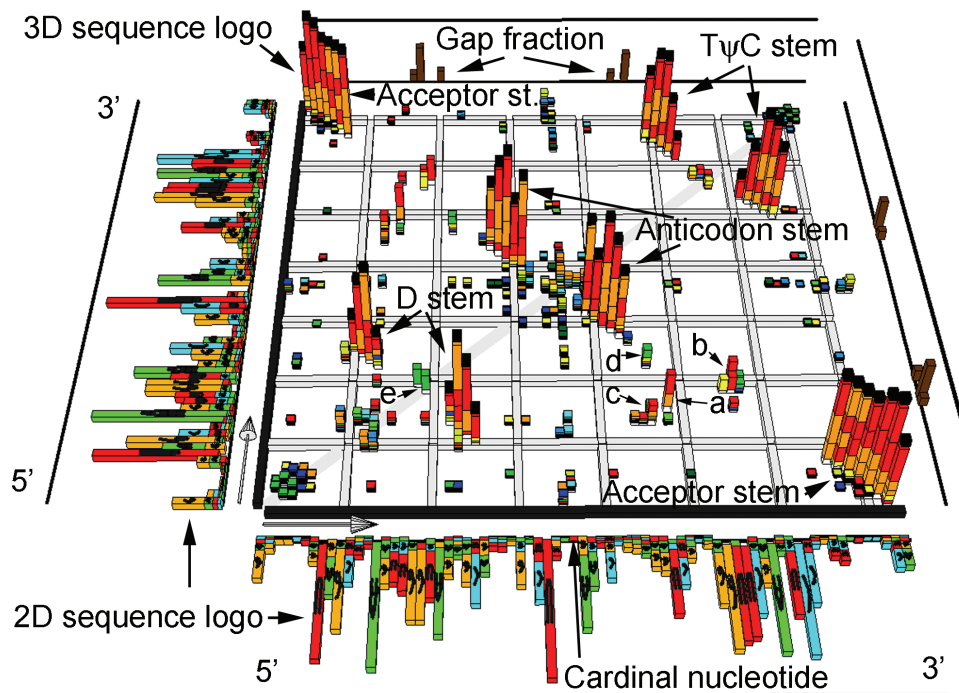 3D sequence logo
Gap fraction
TψC stem
3’
Acceptor st.
Anticodon stem
D stem
d
b
e
c
a
5’
Acceptor stem
2D sequence logo
5’
Cardinal nucleotide
3’